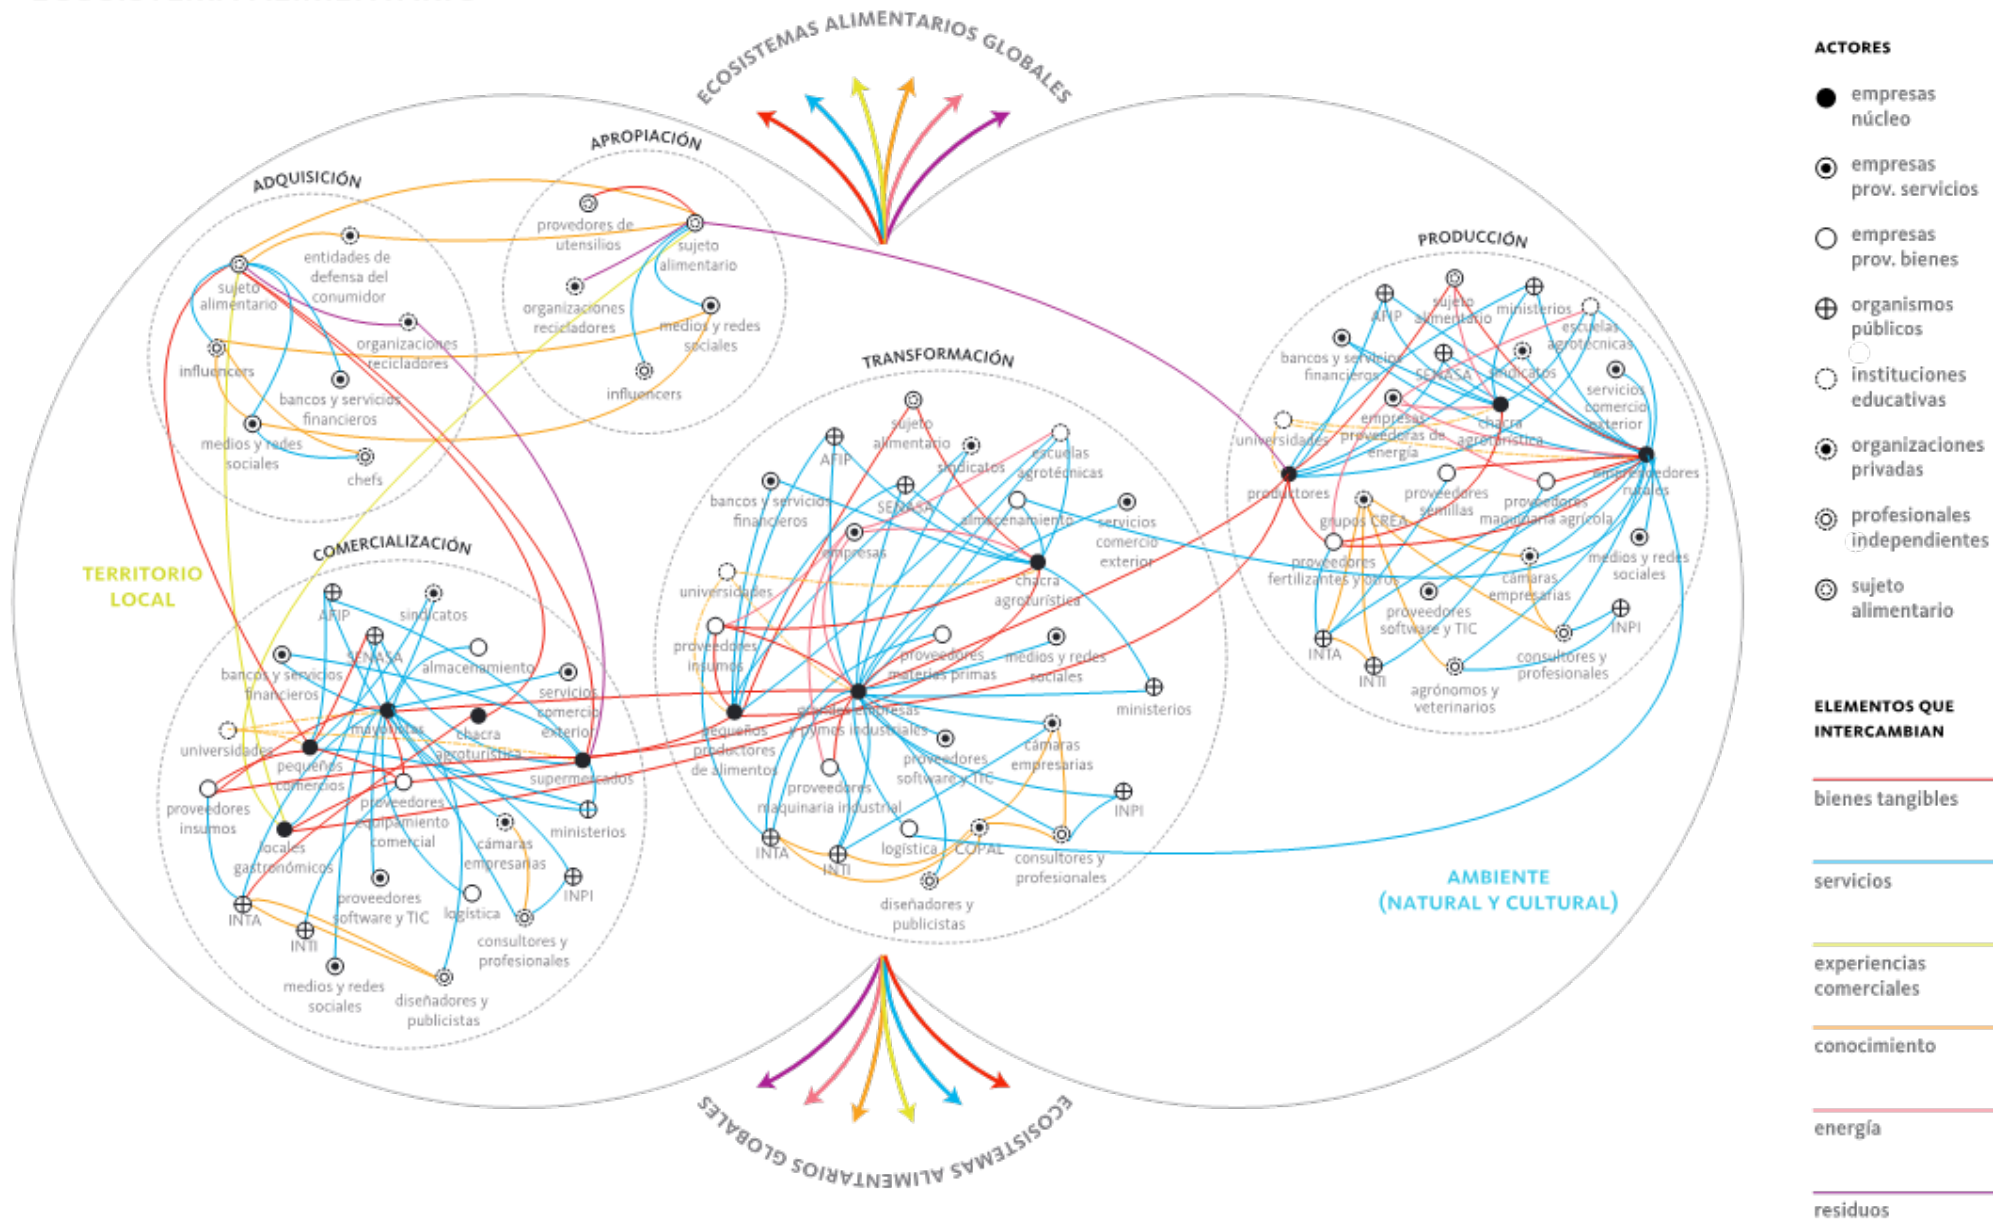 ECOSISTEMAS ALIMENTARIOS GLOBALES
APROPIACIÓN
provedores de
utensilios
sujeto
alimentario
organizaciones
recicladores
medios y redes
sociales
influencers
ADQUISICIÓN
entidades de
defensa del
consumidor
sujeto
alimentario
organizaciones
recicladores
influencers
bancos y servicios
financieros
medios y redes
sociales
chefs
TERRITORIO
LOCAL
COMERCIALIZACIÓN
AFIP
sindicatos
SENASA
almacenamiento
bancos y servicios
financieros
servicios
comercio
exterior
mayoristas
chacra
agroturística
universidades
pequeños
comercios
supermercados
proveedores
insumos
proveedores
equipamiento
comercial
ministerios
locales
gastronómicos
cámaras
empresarias
INPI
proveedores
software y TIC
logística
INTA
INTI
consultores y
profesionales
medios y redes
sociales
diseñadores y
publicistas
TRANSFORMACIÓN
sujeto
alimentario
AFIP
sindicatos
escuelas
agrotécnicas
bancos y servicios
financieros
SENASA
almacenamiento
servicios
comercio
exterior
empresas
universidades
chacra
agroturística
proveedores
insumos
proveedores
materias primas
medios y redes
sociales
ministerios
grandes empresas
y pymes industriales
pequeños
productores
de alimentos
cámaras
empresarias
proveedores
software y TIC
proveedores
maquinaria industrial
INPI
INTA
INTI
logística
COPAL
consultores y
profesionales
diseñadores y
publicistas
PRODUCCIÓN
sujeto
alimentario
ministerios
AFIP
escuelas
agrotécnicas
bancos y servicios
financieros
SENASA
sindicatos
servicios
comercio
exterior
empresas
proveedoras de
energía
chacra
agroturística
universidades
emprendedores
rurales
productores
proveedores
semillas
proveedores
maquinaria agrícola
grupos CREA
proveedores
fertilizantes y otros
medios y redes
sociales
cámaras
empresarias
proveedores
software y TIC
INPI
INTA
INTI
consultores y
profesionales
agrónomos y
veterinarios
AMBIENTE
(NATURAL Y CULTURAL)
ECOSISTEMAS ALIMENTARIOS GLOBALES
ACTORES
empresas
núcleo
empresas
prov. servicios
empresas
prov. bienes
organismos
públicos
instituciones
educativas
organizaciones
privadas
profesionales
independientes
sujeto
alimentario
ELEMENTOS QUE
INTERCAMBIAN
bienes tangibles
servicios
experiencias
comerciales
conocimiento
energía
residuos